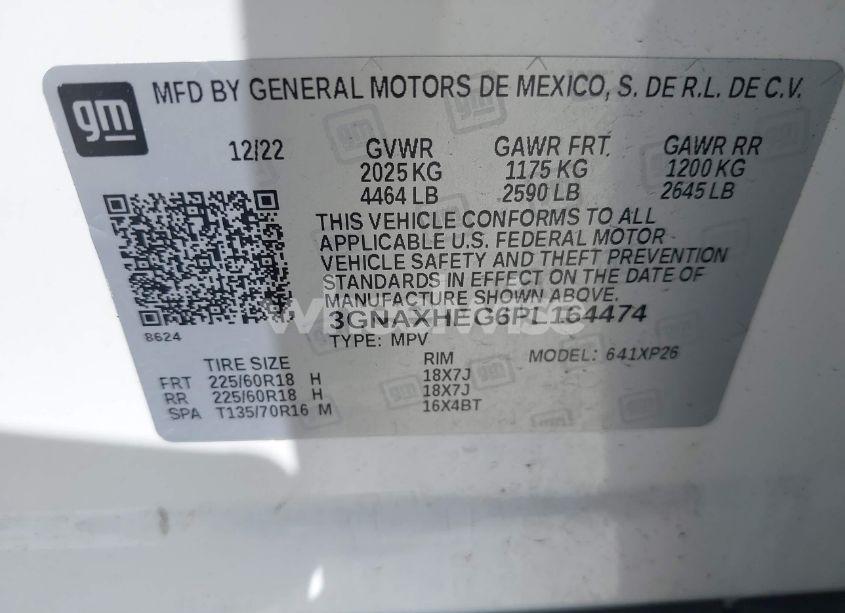 gm
MFD BY GENERAL MOTORS DE MEXICO, S. DE R.L. DE C.V.
12/22 GVWR GAWR FRT. GAWR RR
2025 KG 1175 KG 1200 KG
4464 LB 2590 LB 2645 LB
THIS VEHICLE CONFORMS TO ALL
APPLICABLE U.S. FEDERAL MOTOR
VEHICLE SAFETY AND THEFT PREVENTION
STANDARDS IN EFFECT ON THE DATE OF
MANUFACTURE SHOWN ABOVE.
3GNAXHEG6PL164474
8624 TYPE: MPV
TIRE SIZE RIM MODEL: 641XP26
FRT 225/60R18 H 18X7J
RR 225/60R18 H 18X7J
SPA T135/70R16 M 16X4BT